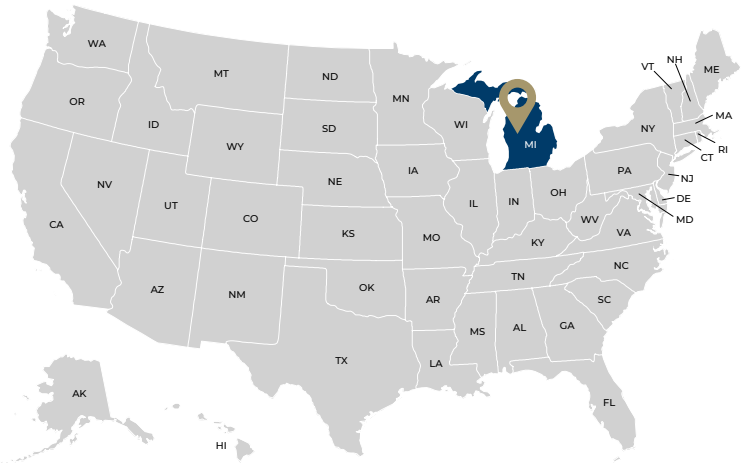 WA
MT
ND
MN
VT
NH
ME
OR
ID
SD
WI
MI
NY
MA
RI
CT
WY
NV
UT
CO
NE
IA
IL
IN
OH
PA
NJ
DE
MD
CA
KS
MO
KY
WV
VA
AZ
NM
OK
AR
TN
NC
SC
TX
LA
MS
AL
GA
FL
AK
HI